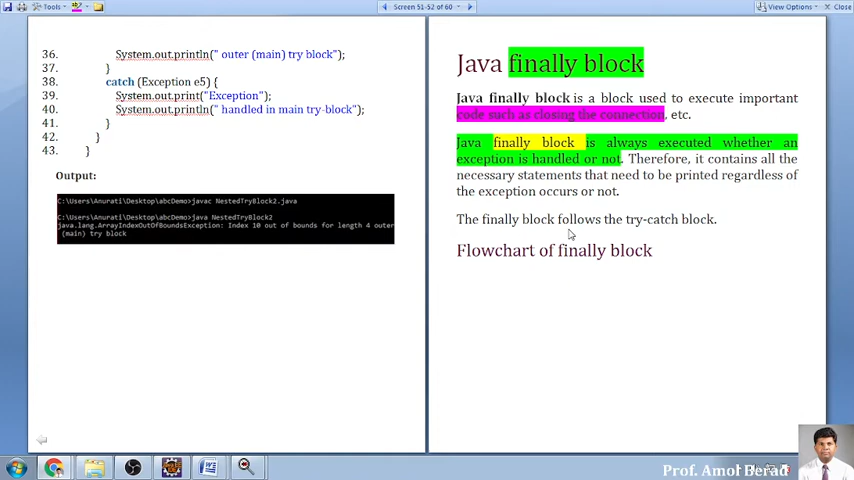 Tools
Screen 51-52 of 60
View Options
Close
36. System.out.println(" outer (main) try block");
37. }
38. catch (Exception e5) {
39. System.out.print("Exception");
40. System.out.println(" handled in main try-block");
41. }
42. }
43. }
Output:
C:\Users\Anurati\Desktop\abcDemo>javac NestedTryBlock2.java
C:\Users\Anurati\Desktop\abcDemo>java NestedTryBlock2
java.lang.ArrayIndexOutOfBoundsException: Index 10 out of bounds for length 4 outer
(main) try block
Java finally block
Java finally block is a block used to execute important
code such as closing the connection, etc.
Java finally block is always executed whether an
exception is handled or not. Therefore, it contains all the
necessary statements that need to be printed regardless of
the exception occurs or not.
The finally block follows the try-catch block.
Flowchart of finally block
Prof. Amol Berad